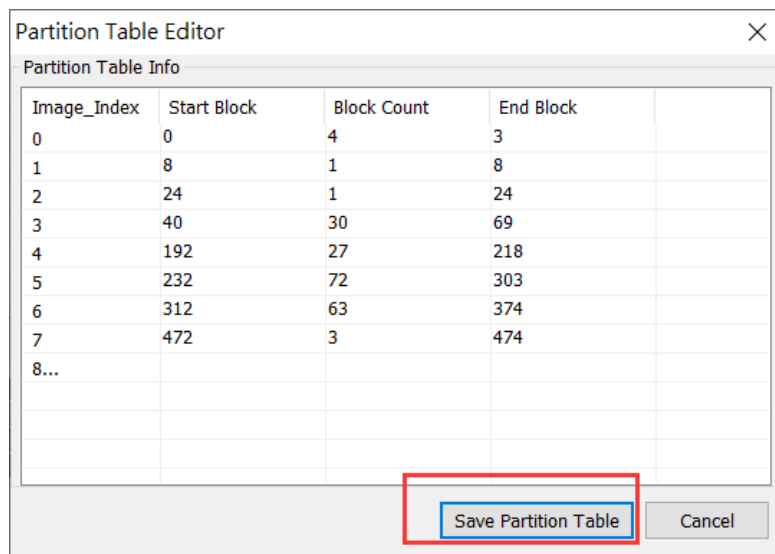 Partition Table Editor
Partition Table Info
Image_Index Start Block Block Count End Block
0 0 4 3
1 8 1 8
2 24 1 24
3 40 30 69
4 192 27 218
5 232 72 303
6 312 63 374
7 472 3 474
8...
Save Partition Table Cancel